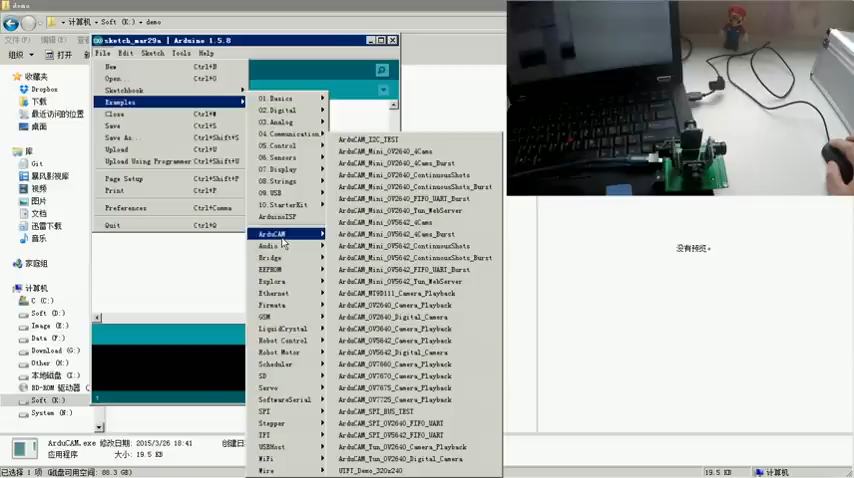 demo
计算机 ▸ Soft (K:) ▸ demo
组织
打开
收藏夹
Dropbox
下载
最近访问的位置
桌面
库
Git
暴风影视库
视频
图片
文档
迅雷下载
音乐
家庭组
计算机
C (C:)
Soft (D:)
Image (E:)
Data (F:)
Download (G:)
Other (H:)
本地磁盘 (I:)
BD-ROM 驱动器
Soft (K:)
System (N:)
sketch_mar29a | Arduino 1.5.8
File Edit Sketch Tools Help
New Ctrl+N
Open... Ctrl+O
Sketchbook
Examples
Close Ctrl+W
Save Ctrl+S
Save As... Ctrl+Shift+S
Upload Ctrl+U
Upload Using Programmer Ctrl+Shift+U
Page Setup Ctrl+Shift+P
Print Ctrl+P
Preferences Ctrl+Comma
Quit Ctrl+Q
01.Basics
02.Digital
03.Analog
04.Communication
05.Control
06.Sensors
07.Display
08.Strings
09.USB
10.StarterKit
ArduinoISP
ArduCAM
Audio
Bridge
EEPROM
Esplora
Ethernet
Firmata
GSM
LiquidCrystal
Robot Control
Robot Motor
Scheduler
SD
Servo
SoftwareSerial
SPI
Stepper
TFT
USBHost
WiFi
Wire
ArduCAM_I2C_TEST
ArduCAM_Mini_OV2640_4Cams
ArduCAM_Mini_OV2640_4Cams_Burst
ArduCAM_Mini_OV2640_ContinuousShots
ArduCAM_Mini_OV2640_ContinuousShots_Burst
ArduCAM_Mini_OV2640_FIFO_UART_Burst
ArduCAM_Mini_OV2640_Yun_WebServer
ArduCAM_Mini_OV5642_4Cams
ArduCAM_Mini_OV5642_4Cams_Burst
ArduCAM_Mini_OV5642_ContinuousShots
ArduCAM_Mini_OV5642_ContinuousShots_Burst
ArduCAM_Mini_OV5642_FIFO_UART_Burst
ArduCAM_Mini_OV5642_Yun_WebServer
ArduCAM_MT9D111_Camera_Playback
ArduCAM_OV2640_Camera_Playback
ArduCAM_OV2640_Digital_Camera
ArduCAM_OV3640_Camera_Playback
ArduCAM_OV5642_Camera_Playback
ArduCAM_OV5642_Digital_Camera
ArduCAM_OV7660_Camera_Playback
ArduCAM_OV7670_Camera_Playback
ArduCAM_OV7675_Camera_Playback
ArduCAM_OV7725_Camera_Playback
ArduCAM_SPI_BUS_TEST
ArduCAM_SPI_OV2640_FIFO_UART
ArduCAM_SPI_OV5642_FIFO_UART
ArduCAM_Yun_OV2640_Camera_Playback
ArduCAM_Yun_OV2640_Digital_Camera
UTFT_Demo_320x240
没有预览。
ArduCAM.exe 修改日期: 2015/3/26 18:41 创建日
应用程序 大小: 19.5 KB
已选择 1 项 (磁盘可用空间: 88.3 GB) 19.5 KB 计算机